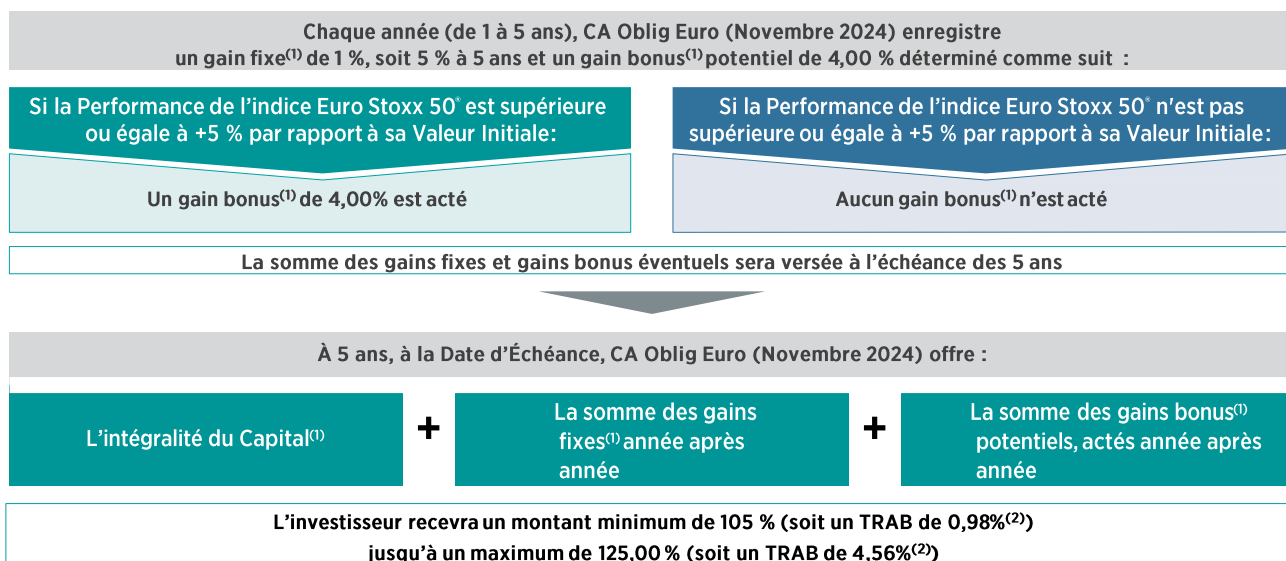 Chaque année (de 1 à 5 ans), CA Oblig Euro (Novembre 2024) enregistre
un gain fixe(1) de 1 %, soit 5 % à 5 ans et un gain bonus(1) potentiel de 4,00 % déterminé comme suit :
Si la Performance de l'indice Euro Stoxx 50® est supérieure
ou égale à +5 % par rapport à sa Valeur Initiale:
Un gain bonus(1) de 4,00% est acté
Si la Performance de l'indice Euro Stoxx 50® n'est pas
supérieure ou égale à +5 % par rapport à sa Valeur Initiale:
Aucun gain bonus(1) n'est acté
La somme des gains fixes et gains bonus éventuels sera versée à l'échéance des 5 ans
À 5 ans, à la Date d'Échéance, CA Oblig Euro (Novembre 2024) offre :
L'intégralité du Capital(1)
+
La somme des gains
fixes(1) année après
année
+
La somme des gains bonus(1)
potentiels, actés année après
année
L'investisseur recevra un montant minimum de 105 % (soit un TRAB de 0,98%(2))
jusqu'à un maximum de 125,00 % (soit un TRAB de 4,56%(2))